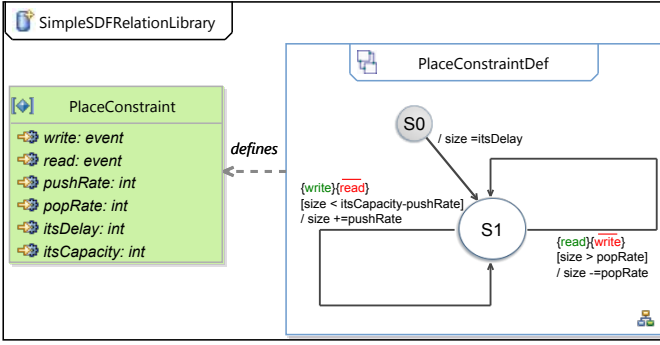 SimpleSDFRelationLibrary
PlaceConstraint
write: event
read: event
pushRate: int
popRate: int
itsDelay: int
itsCapacity: int
defines
PlaceConstraintDef
S0
/ size =itsDelay
{write}{read}
[size < itsCapacity-pushRate]
/ size +=pushRate
S1
{read}{write}
[size > popRate]
/ size -=popRate